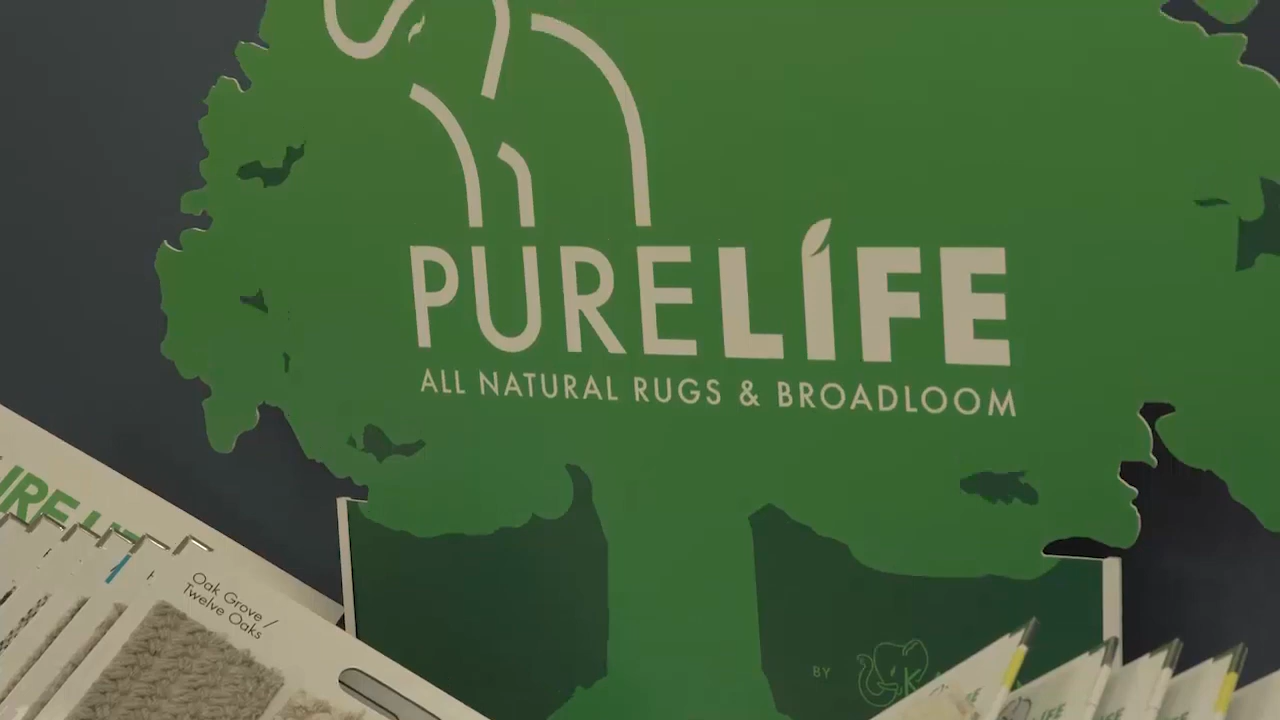 PURELIFE
ALL NATURAL RUGS & BROADLOOM
Oak Grove /
Twelve Oaks
BY
K